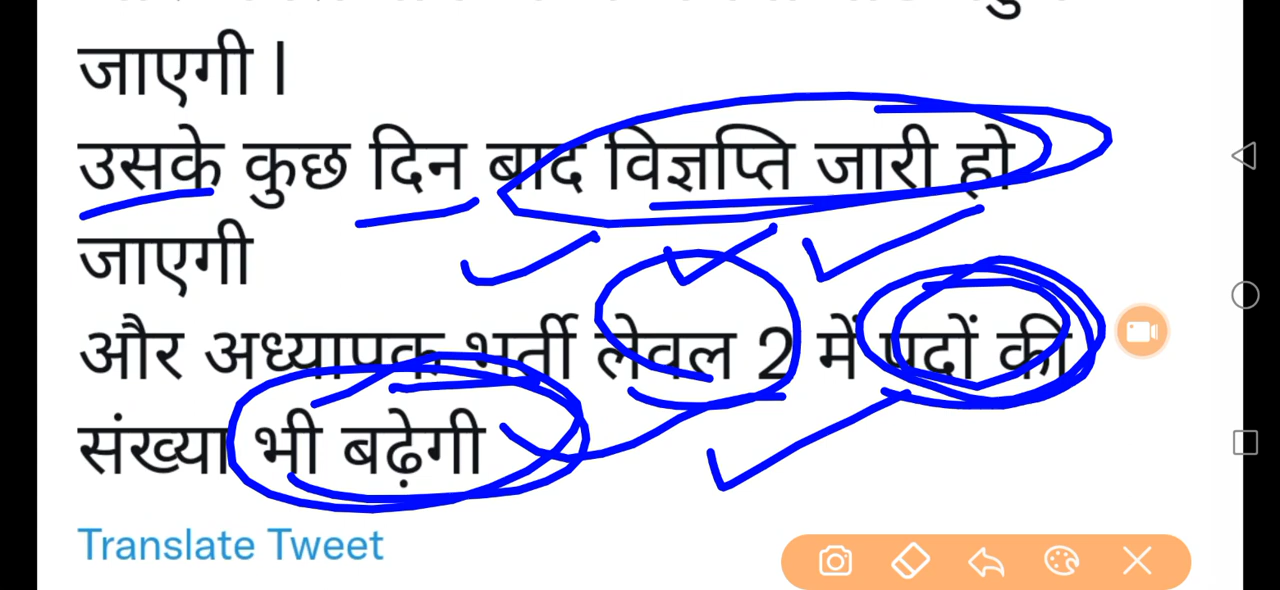 जाएगी ।
उसके कुछ दिन बाद विज्ञप्ति जारी हो
जाएगी
और अध्यापक भर्ती लेवल 2 में पदों की
संख्या भी बढ़ेगी
Translate Tweet